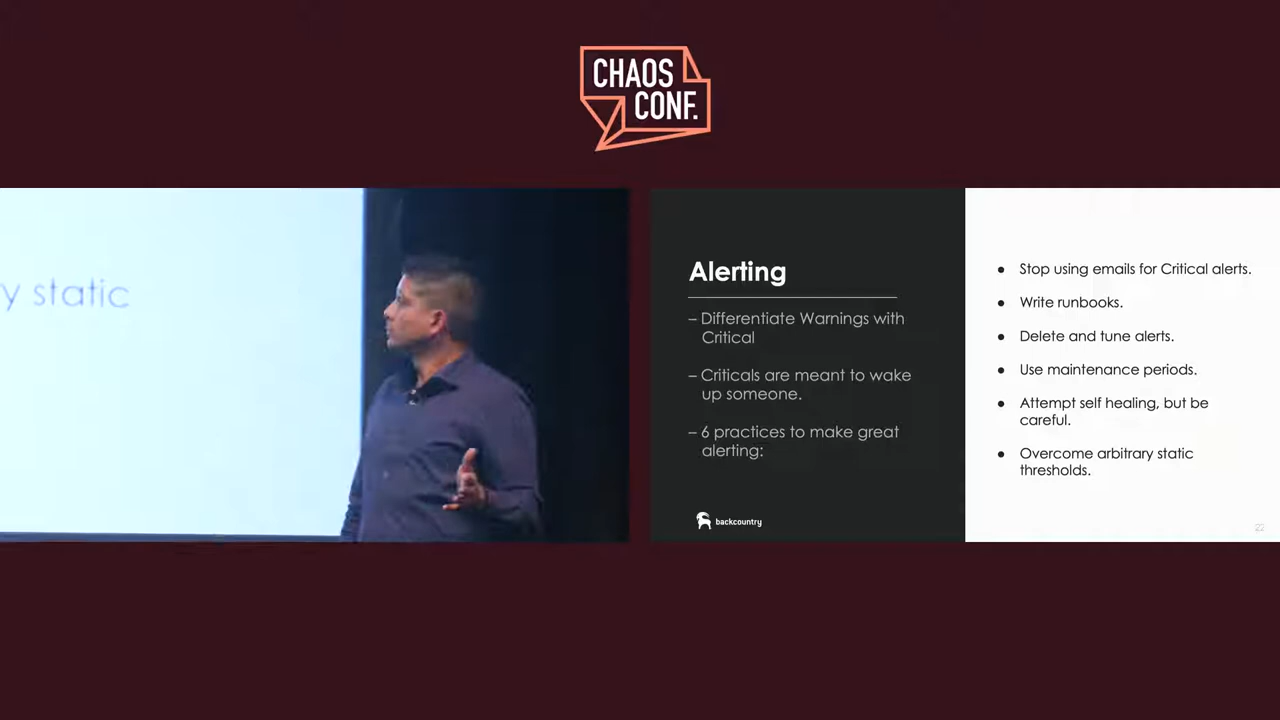 CHAOS
CONF.
y static
Alerting
– Differentiate Warnings with
Critical
– Criticals are meant to wake
up someone.
– 6 practices to make great
alerting:
backcountry
● Stop using emails for Critical alerts.
● Write runbooks.
● Delete and tune alerts.
● Use maintenance periods.
● Attempt self healing, but be
careful.
● Overcome arbitrary static
thresholds.
22